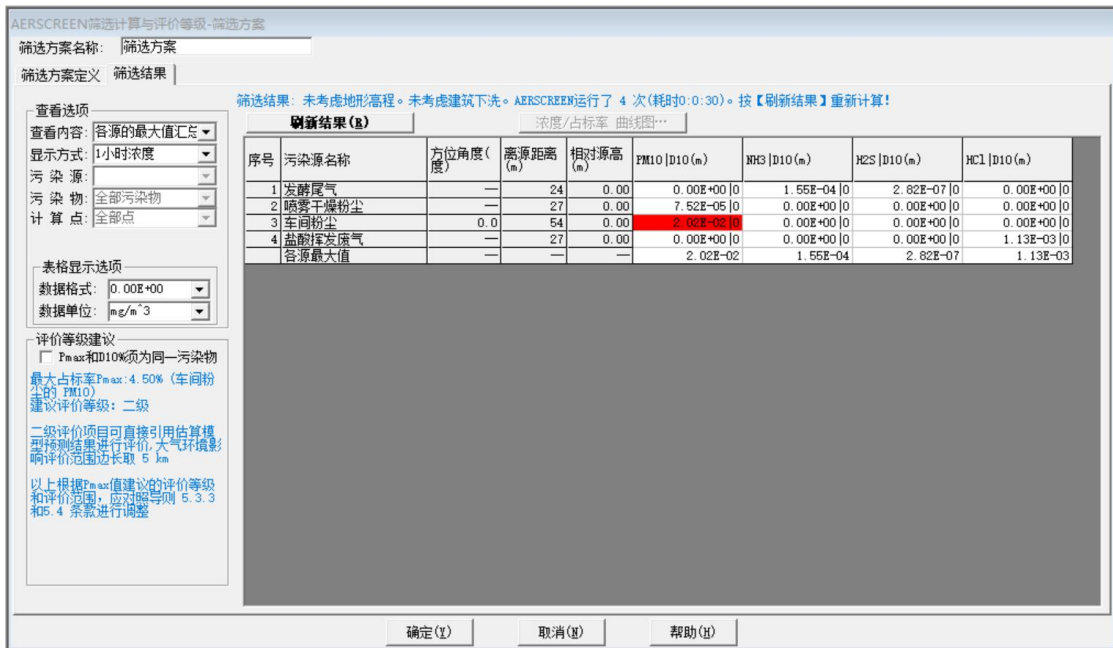 AERSCREEN筛选计算与评价等级-筛选方案
筛选方案名称: 筛选方案
筛选方案定义 筛选结果
筛选结果: 未考虑地形高程。未考虑建筑下洗。AERSCREEN运行了 4 次(耗时0:0:30)。按【刷新结果】重新计算!
刷新结果(R) 浓度/占标率 曲线图…
查看选项
查看内容: 各源的最大值汇总
显示方式: 1小时浓度
污 染 源:
污 染 物: 全部污染物
计 算 点: 全部点
表格显示选项
数据格式: 0.00E+00
数据单位: mg/m^3
评价等级建议
Pmax和D10%须为同一污染物
最大占标率Pmax:4.50% (车间粉
尘的 PM10)
建议评价等级: 二级
二级评价项目可直接引用估算模
型预测结果进行评价,大气环境影
响评价范围边长取 5 km
以上根据Pmax值建议的评价等级
和评价范围,应对照导则 5.3.3
和5.4 条款进行调整
序号 污染源名称 方位角度(度) 离源距离(m) 相对源高(m) PM10|D10(m) NH3|D10(m) H2S|D10(m) HCl|D10(m)
1 发酵尾气 — 24 0.00 0.00E+00|0 1.55E-04|0 2.82E-07|0 0.00E+00|0
2 喷雾干燥粉尘 — 27 0.00 7.52E-05|0 0.00E+00|0 0.00E+00|0 0.00E+00|0
3 车间粉尘 0.0 54 0.00 2.02E-02|0 0.00E+00|0 0.00E+00|0 0.00E+00|0
4 盐酸挥发废气 — 27 0.00 0.00E+00|0 0.00E+00|0 0.00E+00|0 1.13E-03|0
各源最大值 — — — 2.02E-02 1.55E-04 2.82E-07 1.13E-03
确定(Y) 取消(N) 帮助(H)